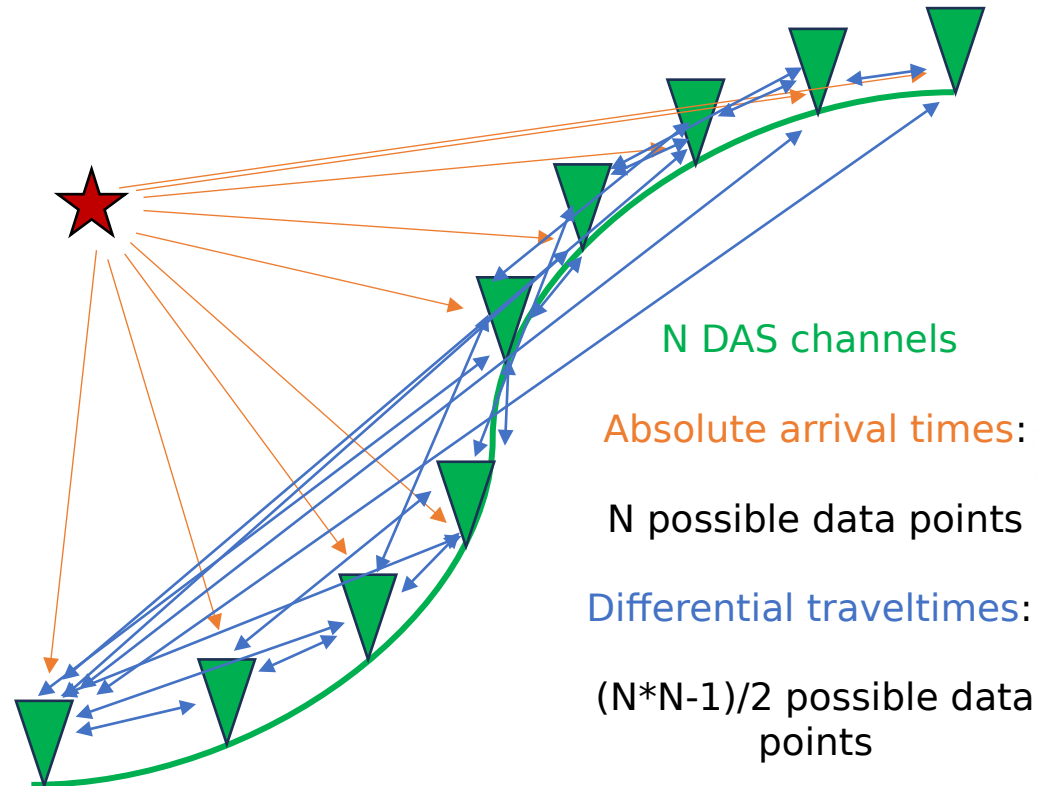 N DAS channels
Absolute arrival times:
N possible data points
Differential traveltimes:
(N*N-1)/2 possible data
points